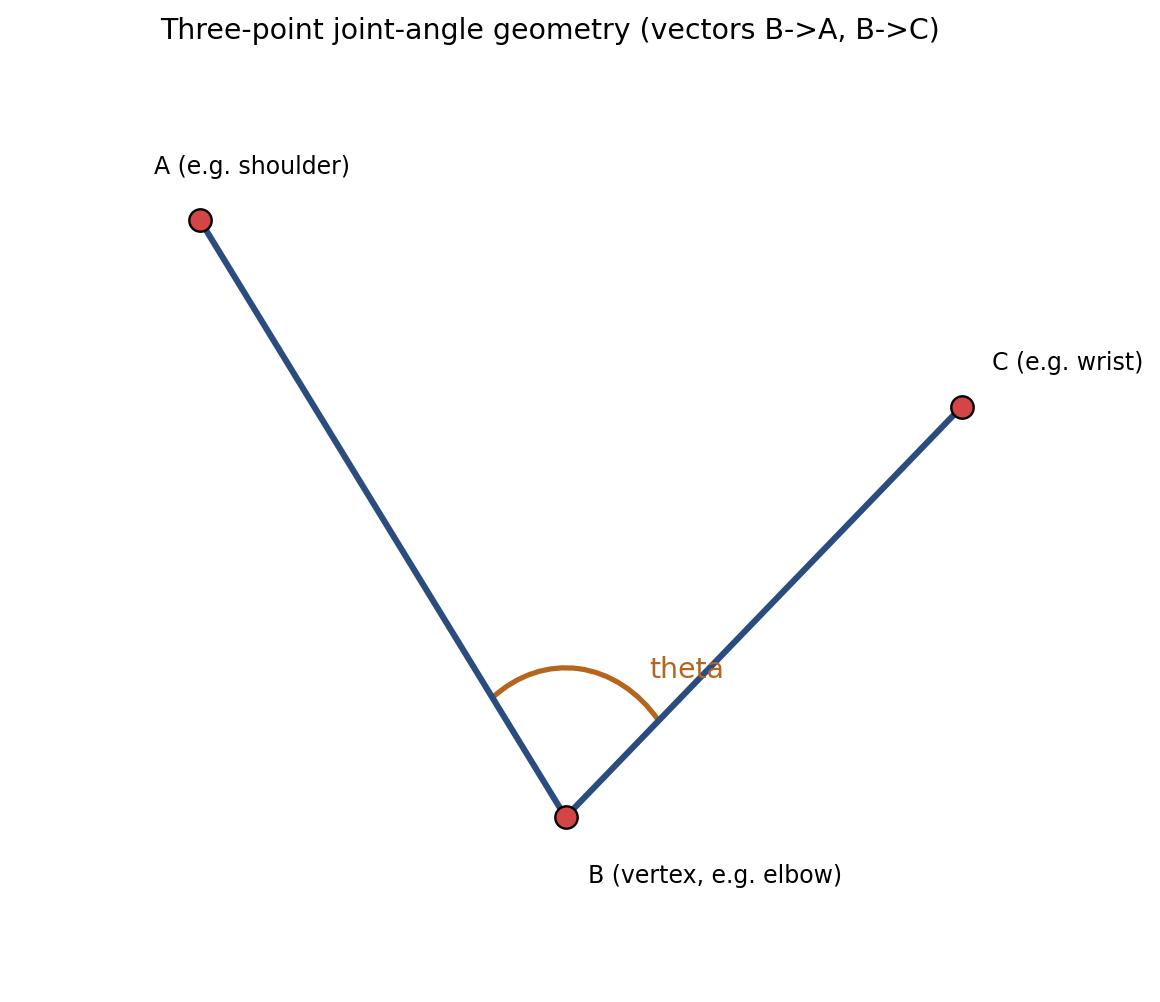 Three-point joint-angle geometry (vectors B->A, B->C)
A (e.g. shoulder)
C (e.g. wrist)
theta
B (vertex, e.g. elbow)